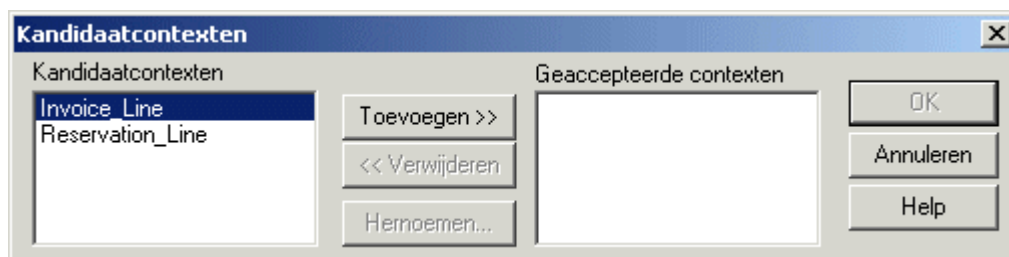 Kandidaatcontexten
Kandidaatcontexten
Invoice_Line
Reservation_Line
Toevoegen >>
<< Verwijderen
Hernoemen...
Geaccepteerde contexten
OK
Annuleren
Help